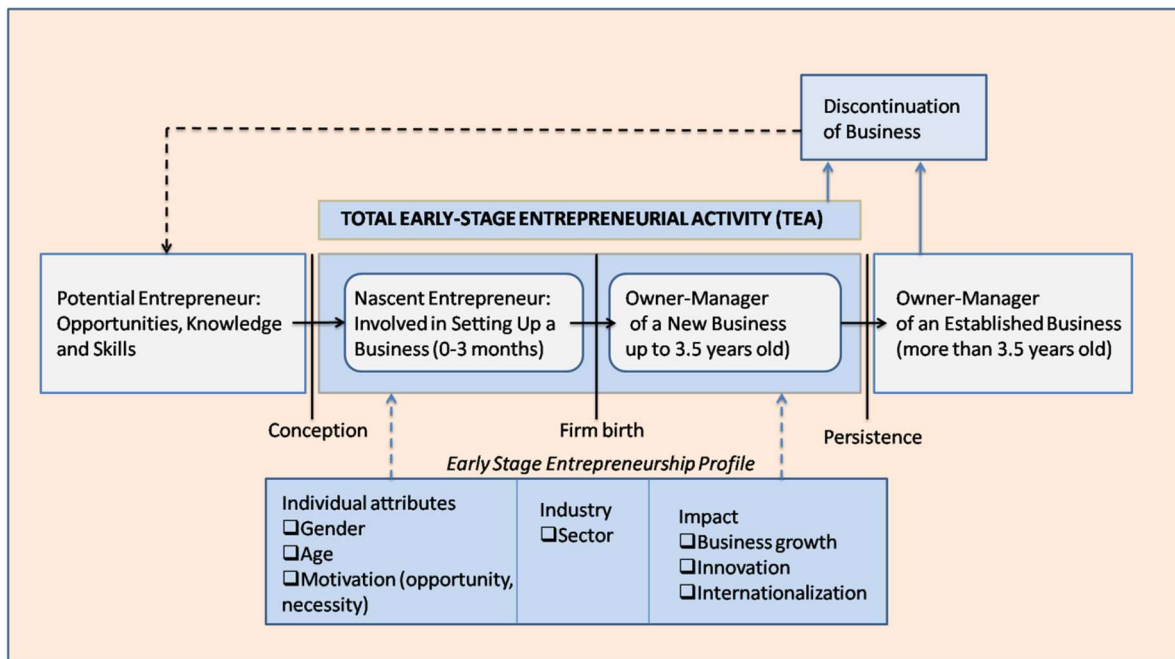 Discontinuation
of Business
TOTAL EARLY-STAGE ENTREPRENEURIAL ACTIVITY (TEA)
Potential Entrepreneur:
Opportunities, Knowledge
and Skills
Nascent Entrepreneur:
Involved in Setting Up a
Business (0-3 months)
Owner-Manager
of a New Business
up to 3.5 years old)
Owner-Manager
of an Established Business
(more than 3.5 years old)
Conception
Firm birth
Persistence
Early Stage Entrepreneurship Profile
Individual attributes
❑Gender
❑Age
❑Motivation (opportunity,
necessity)
Industry
❑Sector
Impact
❑Business growth
❑Innovation
❑Internationalization